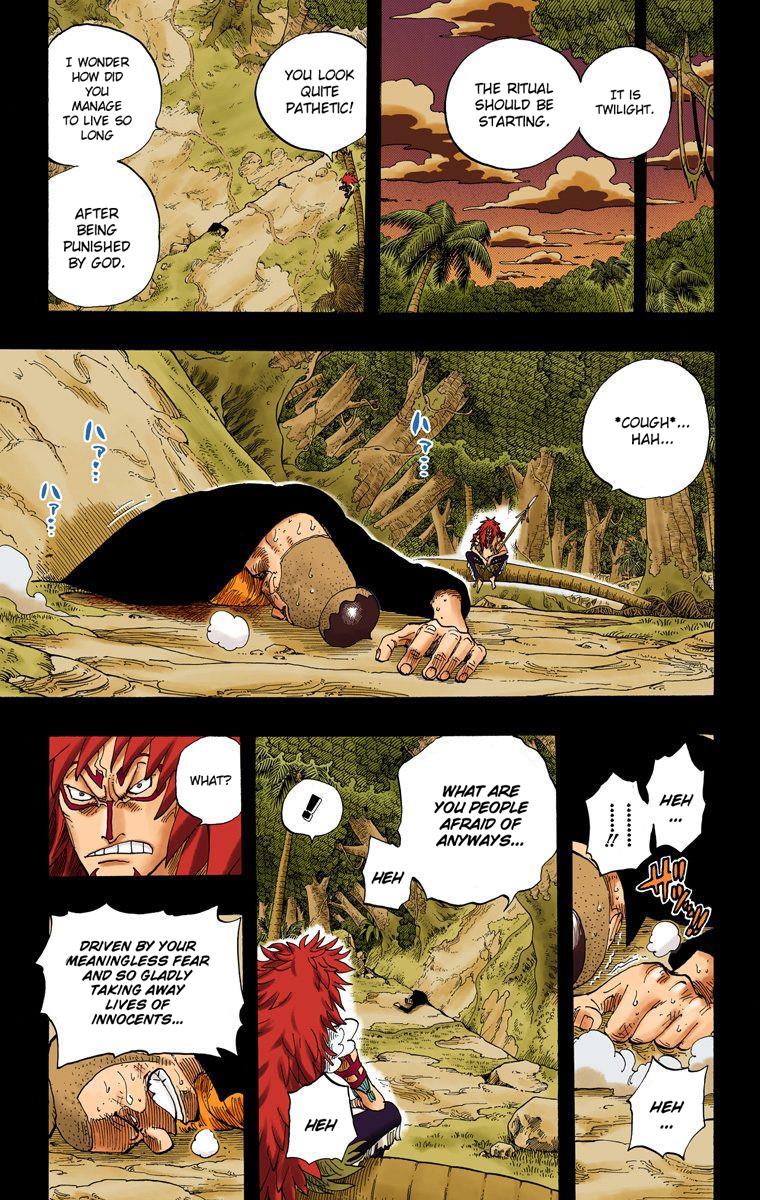 IT IS
TWILIGHT.
THE RITUAL
SHOULD BE
STARTING.
YOU LOOK
QUITE
PATHETIC!
I WONDER
HOW DID
YOU
MANAGE
TO LIVE SO
LONG
AFTER
BEING
PUNISHED
BY GOD.
*COUGH*...
HAH...
ハァ…
ハァ…
ハァ…
HEH
...
........!!
HEH
...
WHAT ARE
YOU PEOPLE
AFRAID OF
ANYWAYS...
HEH
!
HEH
WHAT?
DRIVEN BY YOUR
MEANINGLESS FEAR
AND SO GLADLY
TAKING AWAY
LIVES OF
INNOCENTS...